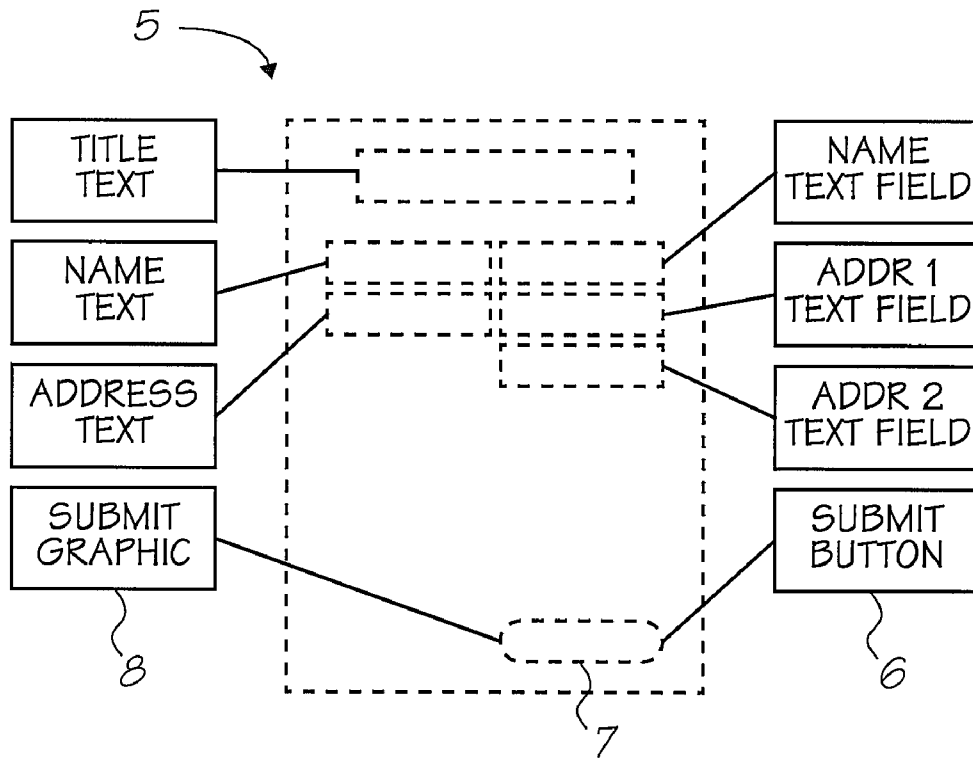 5
TITLE
TEXT
NAME
TEXT FIELD
NAME
TEXT
ADDR 1
TEXT FIELD
ADDRESS
TEXT
ADDR 2
TEXT FIELD
SUBMIT
GRAPHIC
SUBMIT
BUTTON
8
7
6